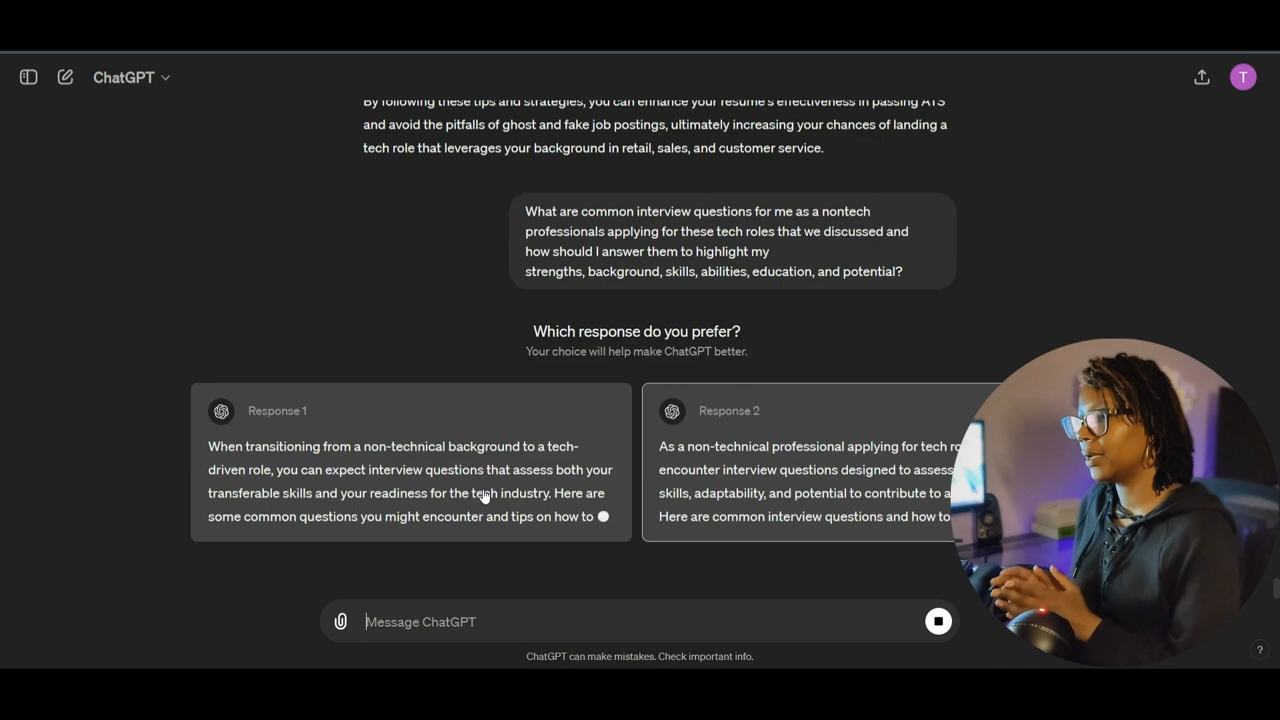 ChatGPT
T
By following these tips and strategies, you can enhance your resume's effectiveness in passing ATS
and avoid the pitfalls of ghost and fake job postings, ultimately increasing your chances of landing a
tech role that leverages your background in retail, sales, and customer service.
What are common interview questions for me as a nontech
professionals applying for these tech roles that we discussed and
how should I answer them to highlight my
strengths, background, skills, abilities, education, and potential?
Which response do you prefer?
Your choice will help make ChatGPT better.
Response 1
When transitioning from a non-technical background to a tech-
driven role, you can expect interview questions that assess both your
transferable skills and your readiness for the tech industry. Here are
some common questions you might encounter and tips on how to
Response 2
As a non-technical professional applying for tech
encounter interview questions designed to assess
skills, adaptability, and potential to contribute to a
Here are common interview questions and how to
Message ChatGPT
ChatGPT can make mistakes. Check important info.
?